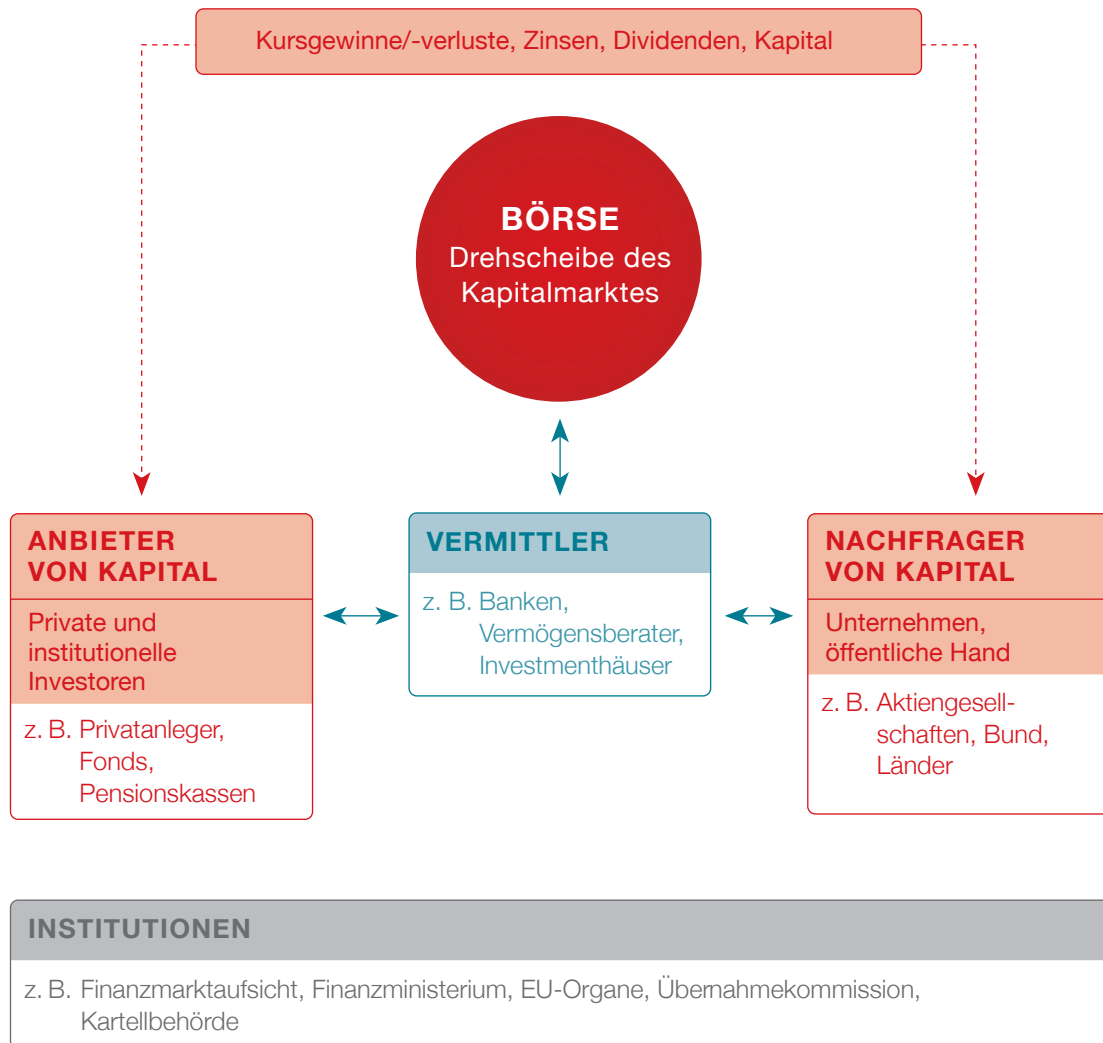 Kursgewinne/-verluste, Zinsen, Dividenden, Kapital
BÖRSE
Drehscheibe des
Kapitalmarktes
ANBIETER
VON KAPITAL
Private und
institutionelle
Investoren
z. B. Privatanleger,
Fonds,
Pensionskassen
VERMITTLER
z. B. Banken,
Vermögensberater,
Investmenthäuser
NACHFRAGER
VON KAPITAL
Unternehmen,
öffentliche Hand
z. B. Aktiengesell-
schaften, Bund,
Länder
INSTITUTIONEN
z. B. Finanzmarktaufsicht, Finanzministerium, EU-Organe, Übernahmekommission,
Kartellbehörde